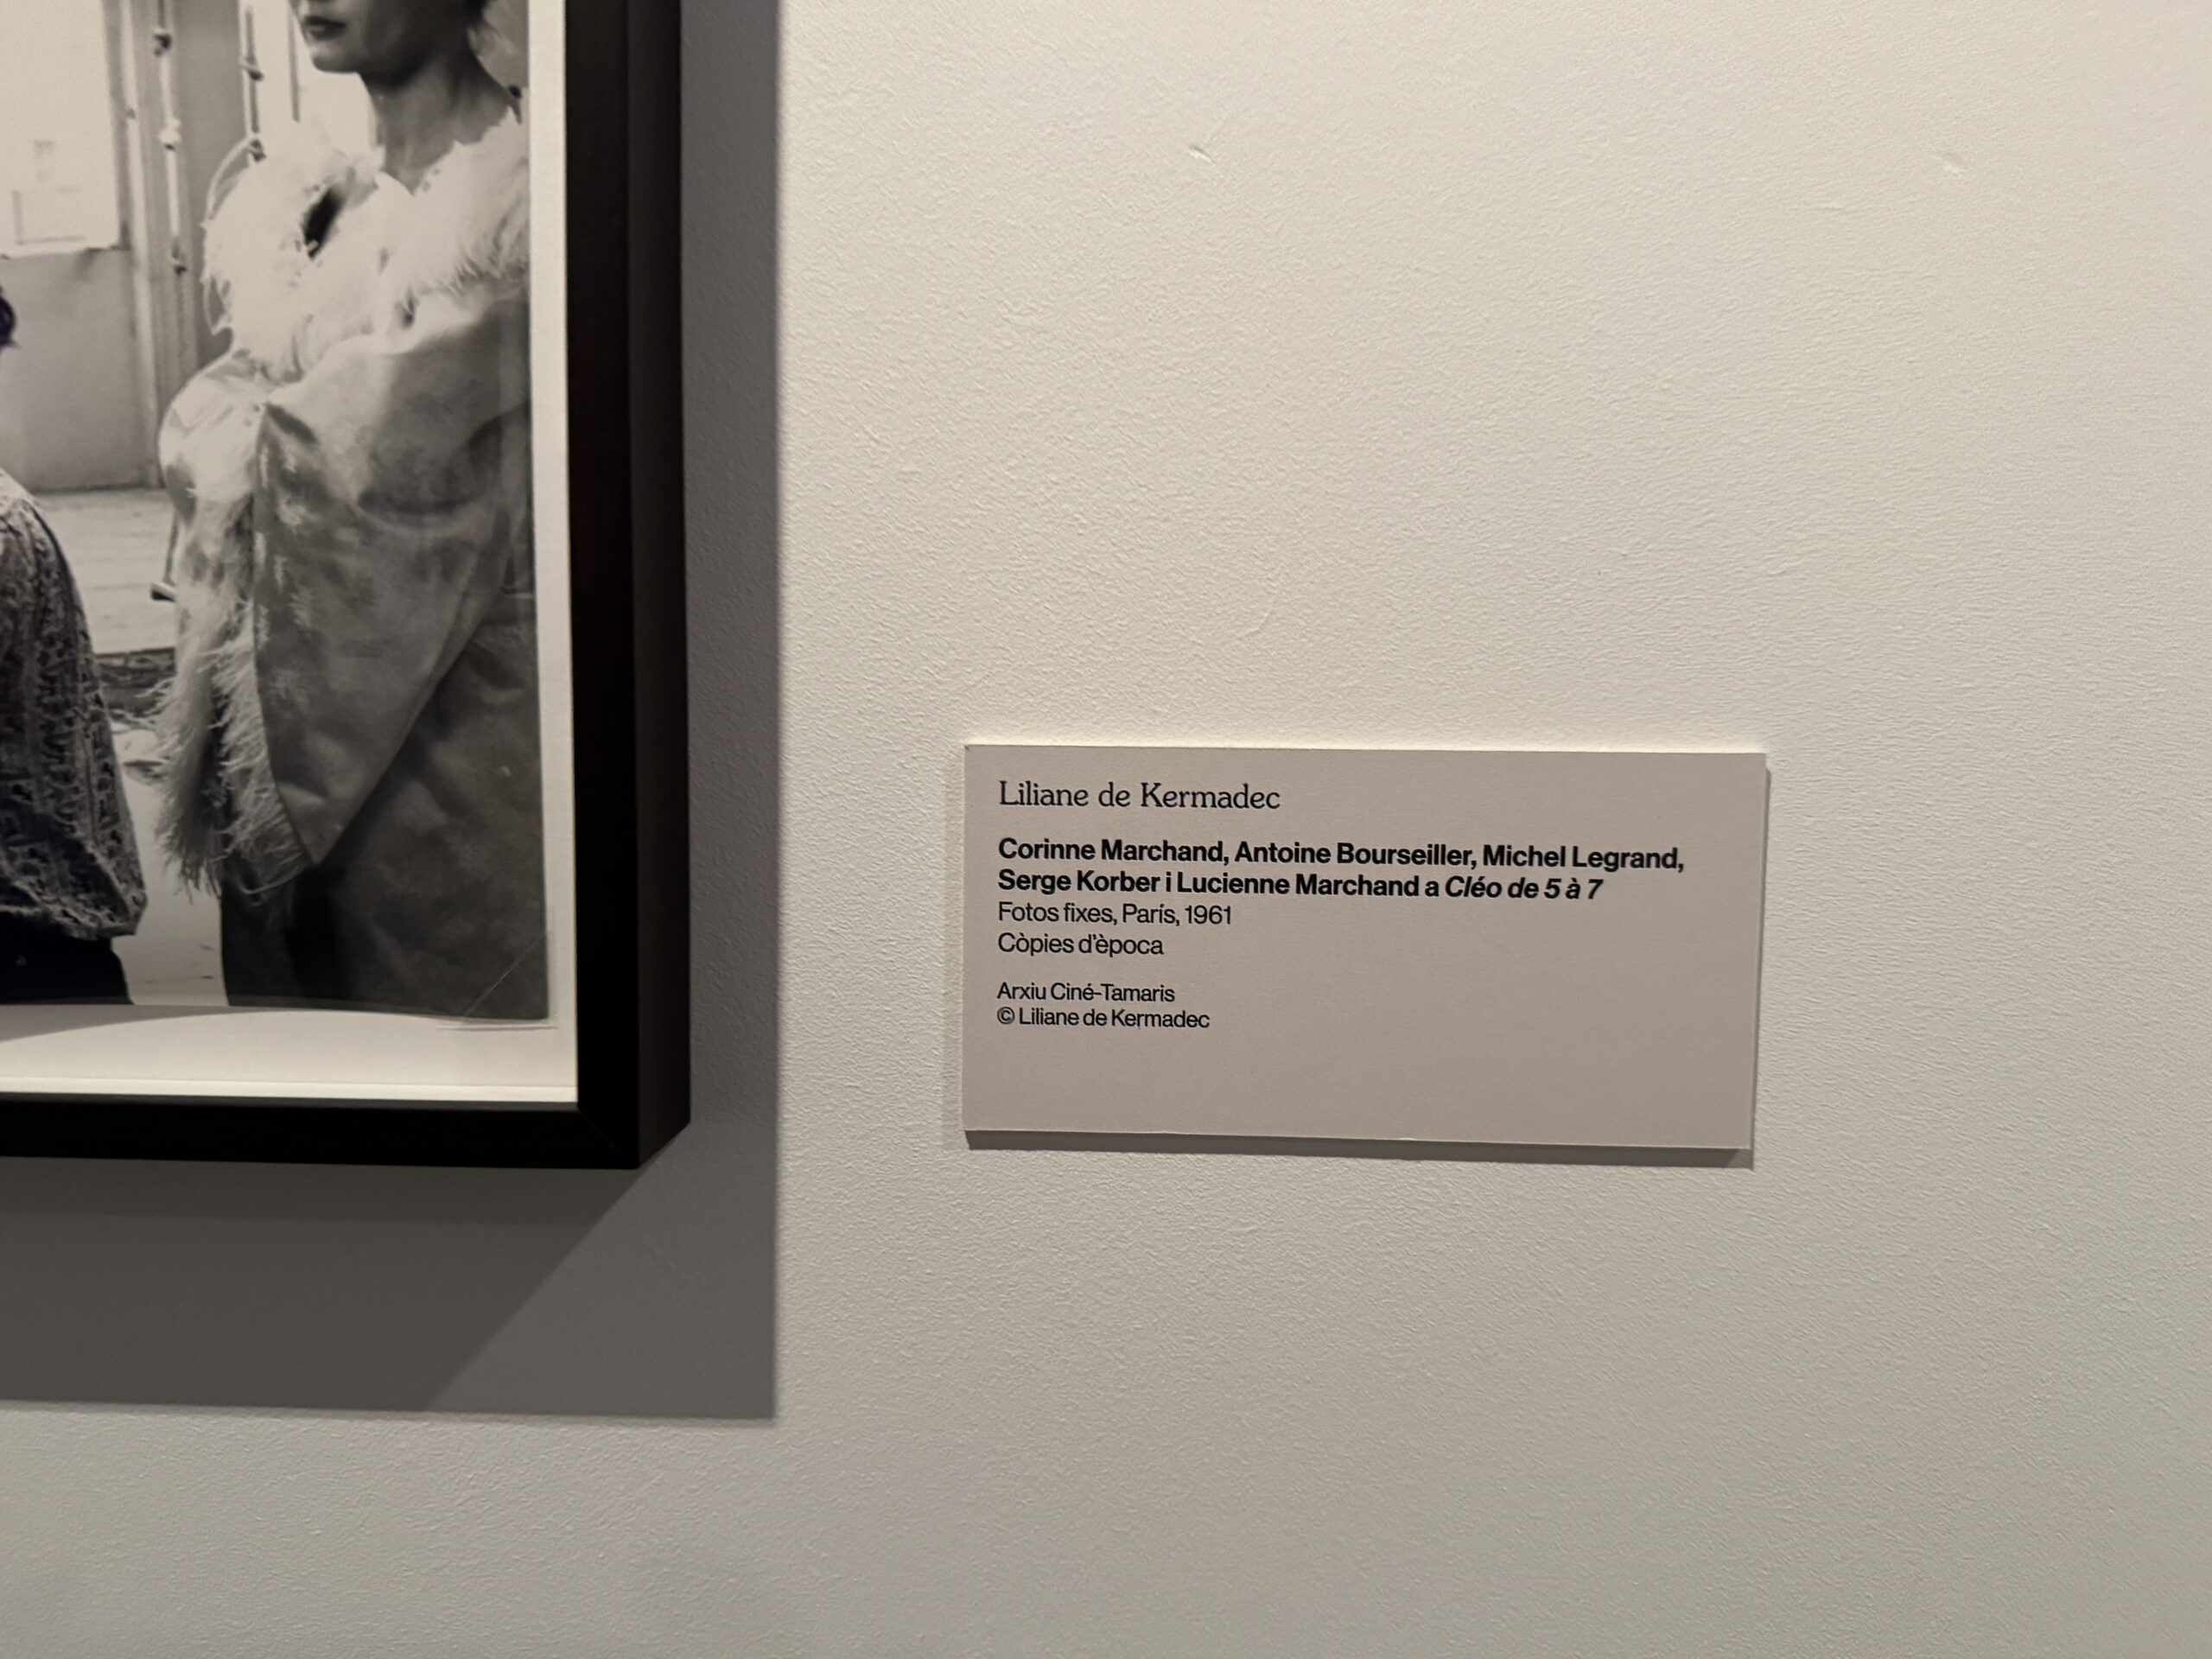 Liliane de Kermadec
Corinne Marchand, Antoine Bourseiller, Michel Legrand,
Serge Korber i Lucienne Marchand a Cléo de 5 à 7
Fotos fixes, París, 1961
Còpies d'època
Arxiu Ciné-Tamaris
© Liliane de Kermadec